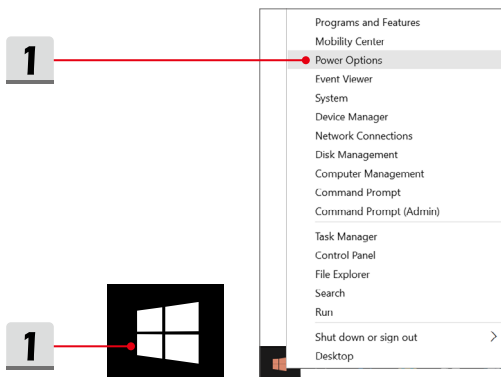 1
Programs and Features
Mobility Center
Power Options
Event Viewer
System
Device Manager
Network Connections
Disk Management
Computer Management
Command Prompt
Command Prompt (Admin)
Task Manager
Control Panel
File Explorer
Search
Run
1
Shut down or sign out
Desktop